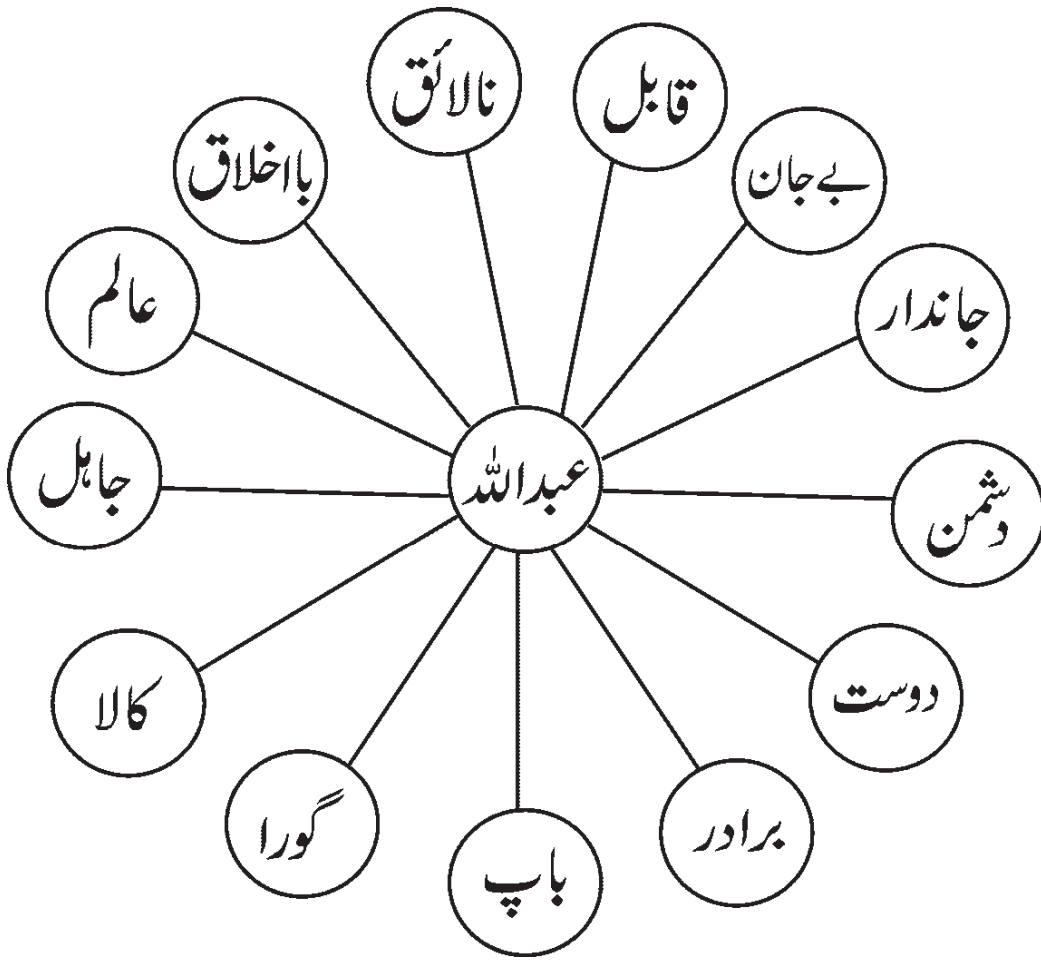 نالائق
قابل
بے جان
جاندار
دشمن
دوست
برادر
باپ
گورا
کالا
جاہل
عالم
بااخلاق
عبداللہ